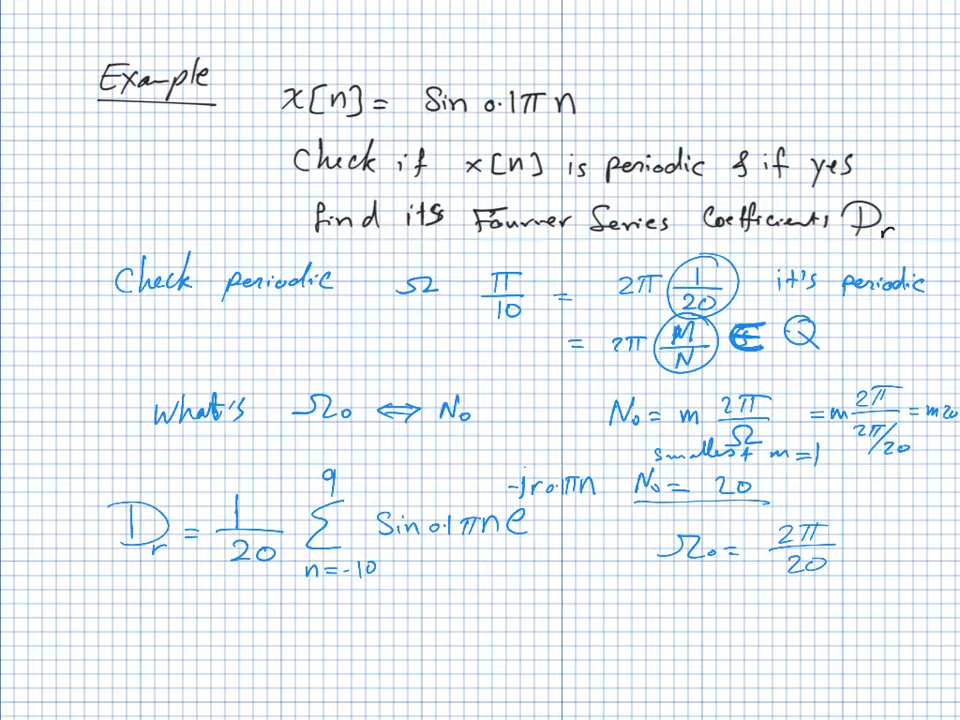 Example
x[n] = Sin 0.1π n
Check if x[n] is periodic & if yes
find its Fourier Series Coefficients Dr
Check periodic Ω π/10 = 2π (1/20) it's periodic
= 2π (M/N) ∈ Q
What's Ω₀ ⟺ N₀
N₀ = m 2π/Ω = m 2π/(2π/20) = m20
smallest m = 1
N₀ = 20
Dr = 1/20 Σ_{n=-10}^{9} Sin 0.1πn e^{-jr0.1πn}
Ω₀ = 2π/20